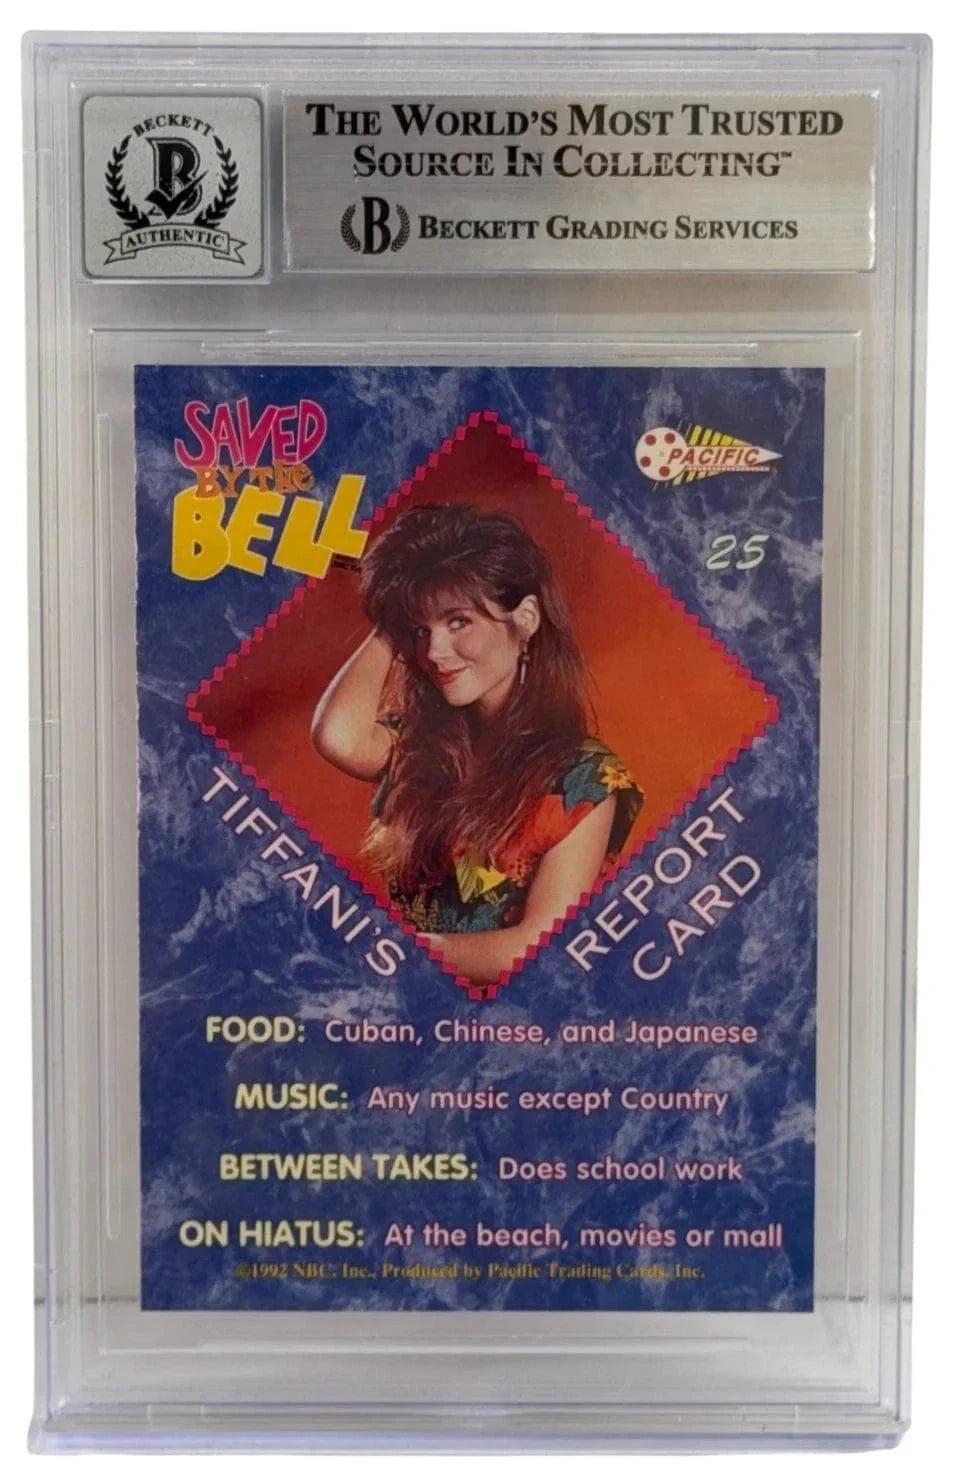 BECKETT
B
AUTHENTIC
THE WORLD'S MOST TRUSTED
SOURCE IN COLLECTING™
B BECKETT GRADING SERVICES
SAVED
BY THE
BELL
PACIFIC
25
TIFFANI'S
REPORT
CARD
FOOD: Cuban, Chinese, and Japanese
MUSIC: Any music except Country
BETWEEN TAKES: Does school work
ON HIATUS: At the beach, movies or mall
©1992 NBC, Inc., Produced by Pacific Trading Cards, Inc.